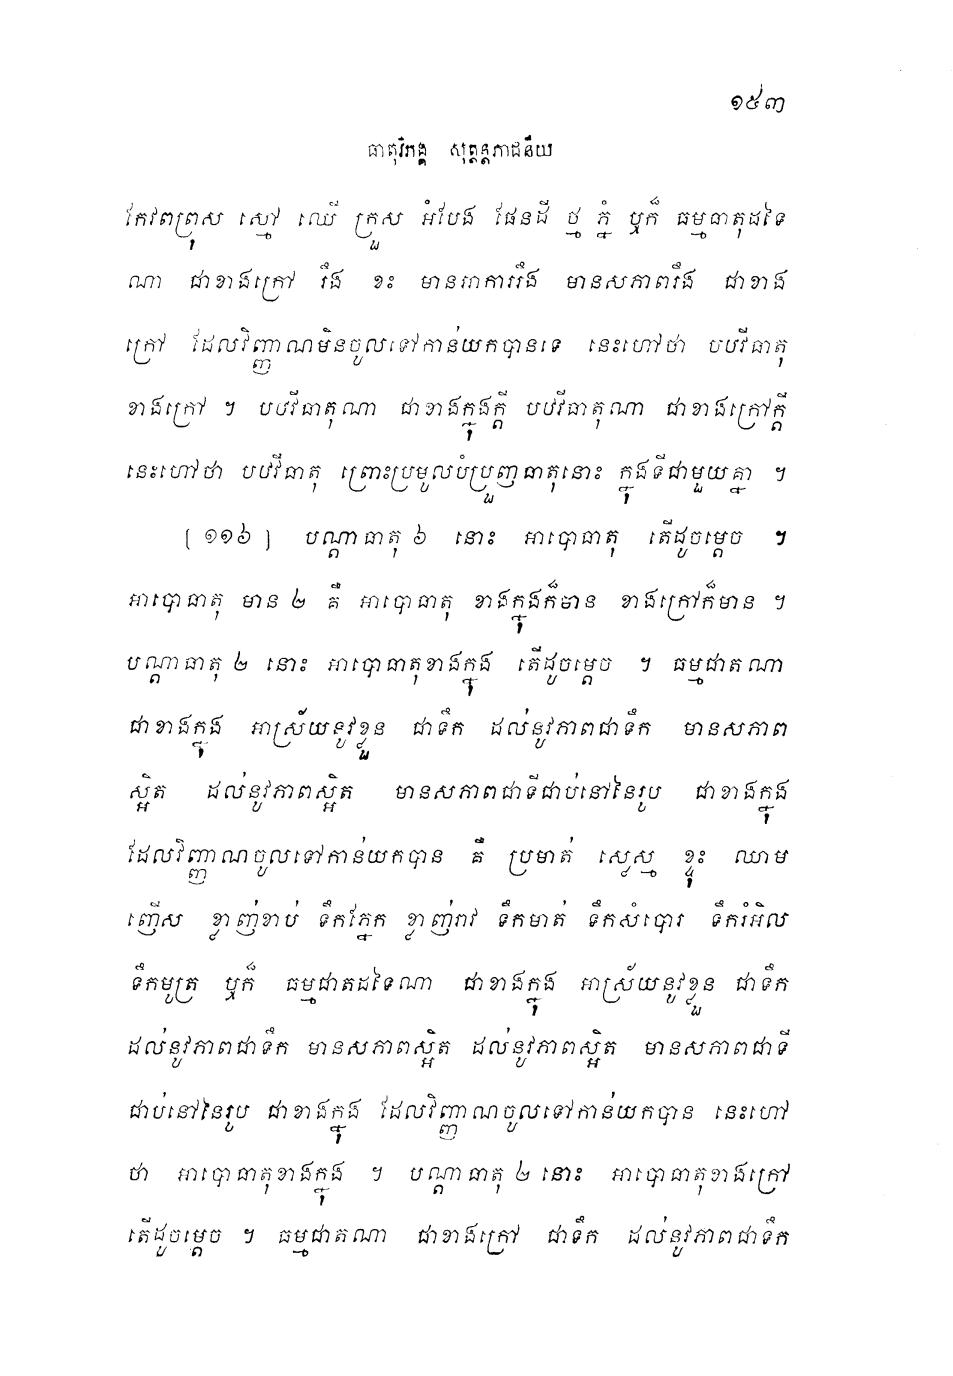 ១៥៣
ធាតុវិភង្គ សុត្តន្តភាជនីយ
កែវពព្រុស ស្មៅ ឈើ ក្រួស អំបែង ផែនដី ថ្ម ភ្នំ ឬក៏ ធម្មធាតុដទៃ
ណា ជាខាងក្រៅ រឹង ខះ មានអាការរឹង មានសភាពរឹង ជាខាង
ក្រៅ ដែលវិញ្ញាណមិនចូលទៅកាន់យកបានទេ នេះហៅថា បឋវីធាតុ
ខាងក្រៅ ។ បឋវីធាតុណា ជាខាងក្នុងក្តី បឋវីធាតុណា ជាខាងក្រៅក្តី
នេះហៅថា បឋវីធាតុ ព្រោះប្រមូលបំប្រួញធាតុនោះ ក្នុងទីជាមួយគ្នា ។
[ ១១៦ ] បណ្តាធាតុ ៦ នោះ អាបោធាតុ តើដូចម្តេច ។
អាបោធាតុ មាន ២ គឺ អាបោធាតុ ខាងក្នុងក៏មាន ខាងក្រៅក៏មាន ។
បណ្តាធាតុ ២ នោះ អាបោធាតុខាងក្នុង តើដូចម្តេច ។ ធម្មជាតណា
ជាខាងក្នុង អាស្រ័យនូវខ្លួន ជាទឹក ដល់នូវភាពជាទឹក មានសភាព
ស្អិត ដល់នូវភាពស្អិត មានសភាពជាទីជាប់នៅនៃរូប ជាខាងក្នុង
ដែលវិញ្ញាណចូលទៅកាន់យកបាន គឺ ប្រមាត់ ស្លេស្ម ខ្ទុះ ឈាម
ញើស ខ្លាញ់ខាប់ ទឹកភ្នែក ខ្លាញ់រាវ ទឹកមាត់ ទឹកសំបោរ ទឹករំអិល
ទឹកមូត្រ ឬក៏ ធម្មជាតដទៃណា ជាខាងក្នុង អាស្រ័យនូវខ្លួន ជាទឹក
ដល់នូវភាពជាទឹក មានសភាពស្អិត ដល់នូវភាពស្អិត មានសភាពជាទី
ជាប់នៅនៃរូប ជាខាងក្នុង ដែលវិញ្ញាណចូលទៅកាន់យកបាន នេះហៅ
ថា អាបោធាតុខាងក្នុង ។ បណ្តាធាតុ ២ នោះ អាបោធាតុខាងក្រៅ
តើដូចម្តេច ។ ធម្មជាតណា ជាខាងក្រៅ ជាទឹក ដល់នូវភាពជាទឹក